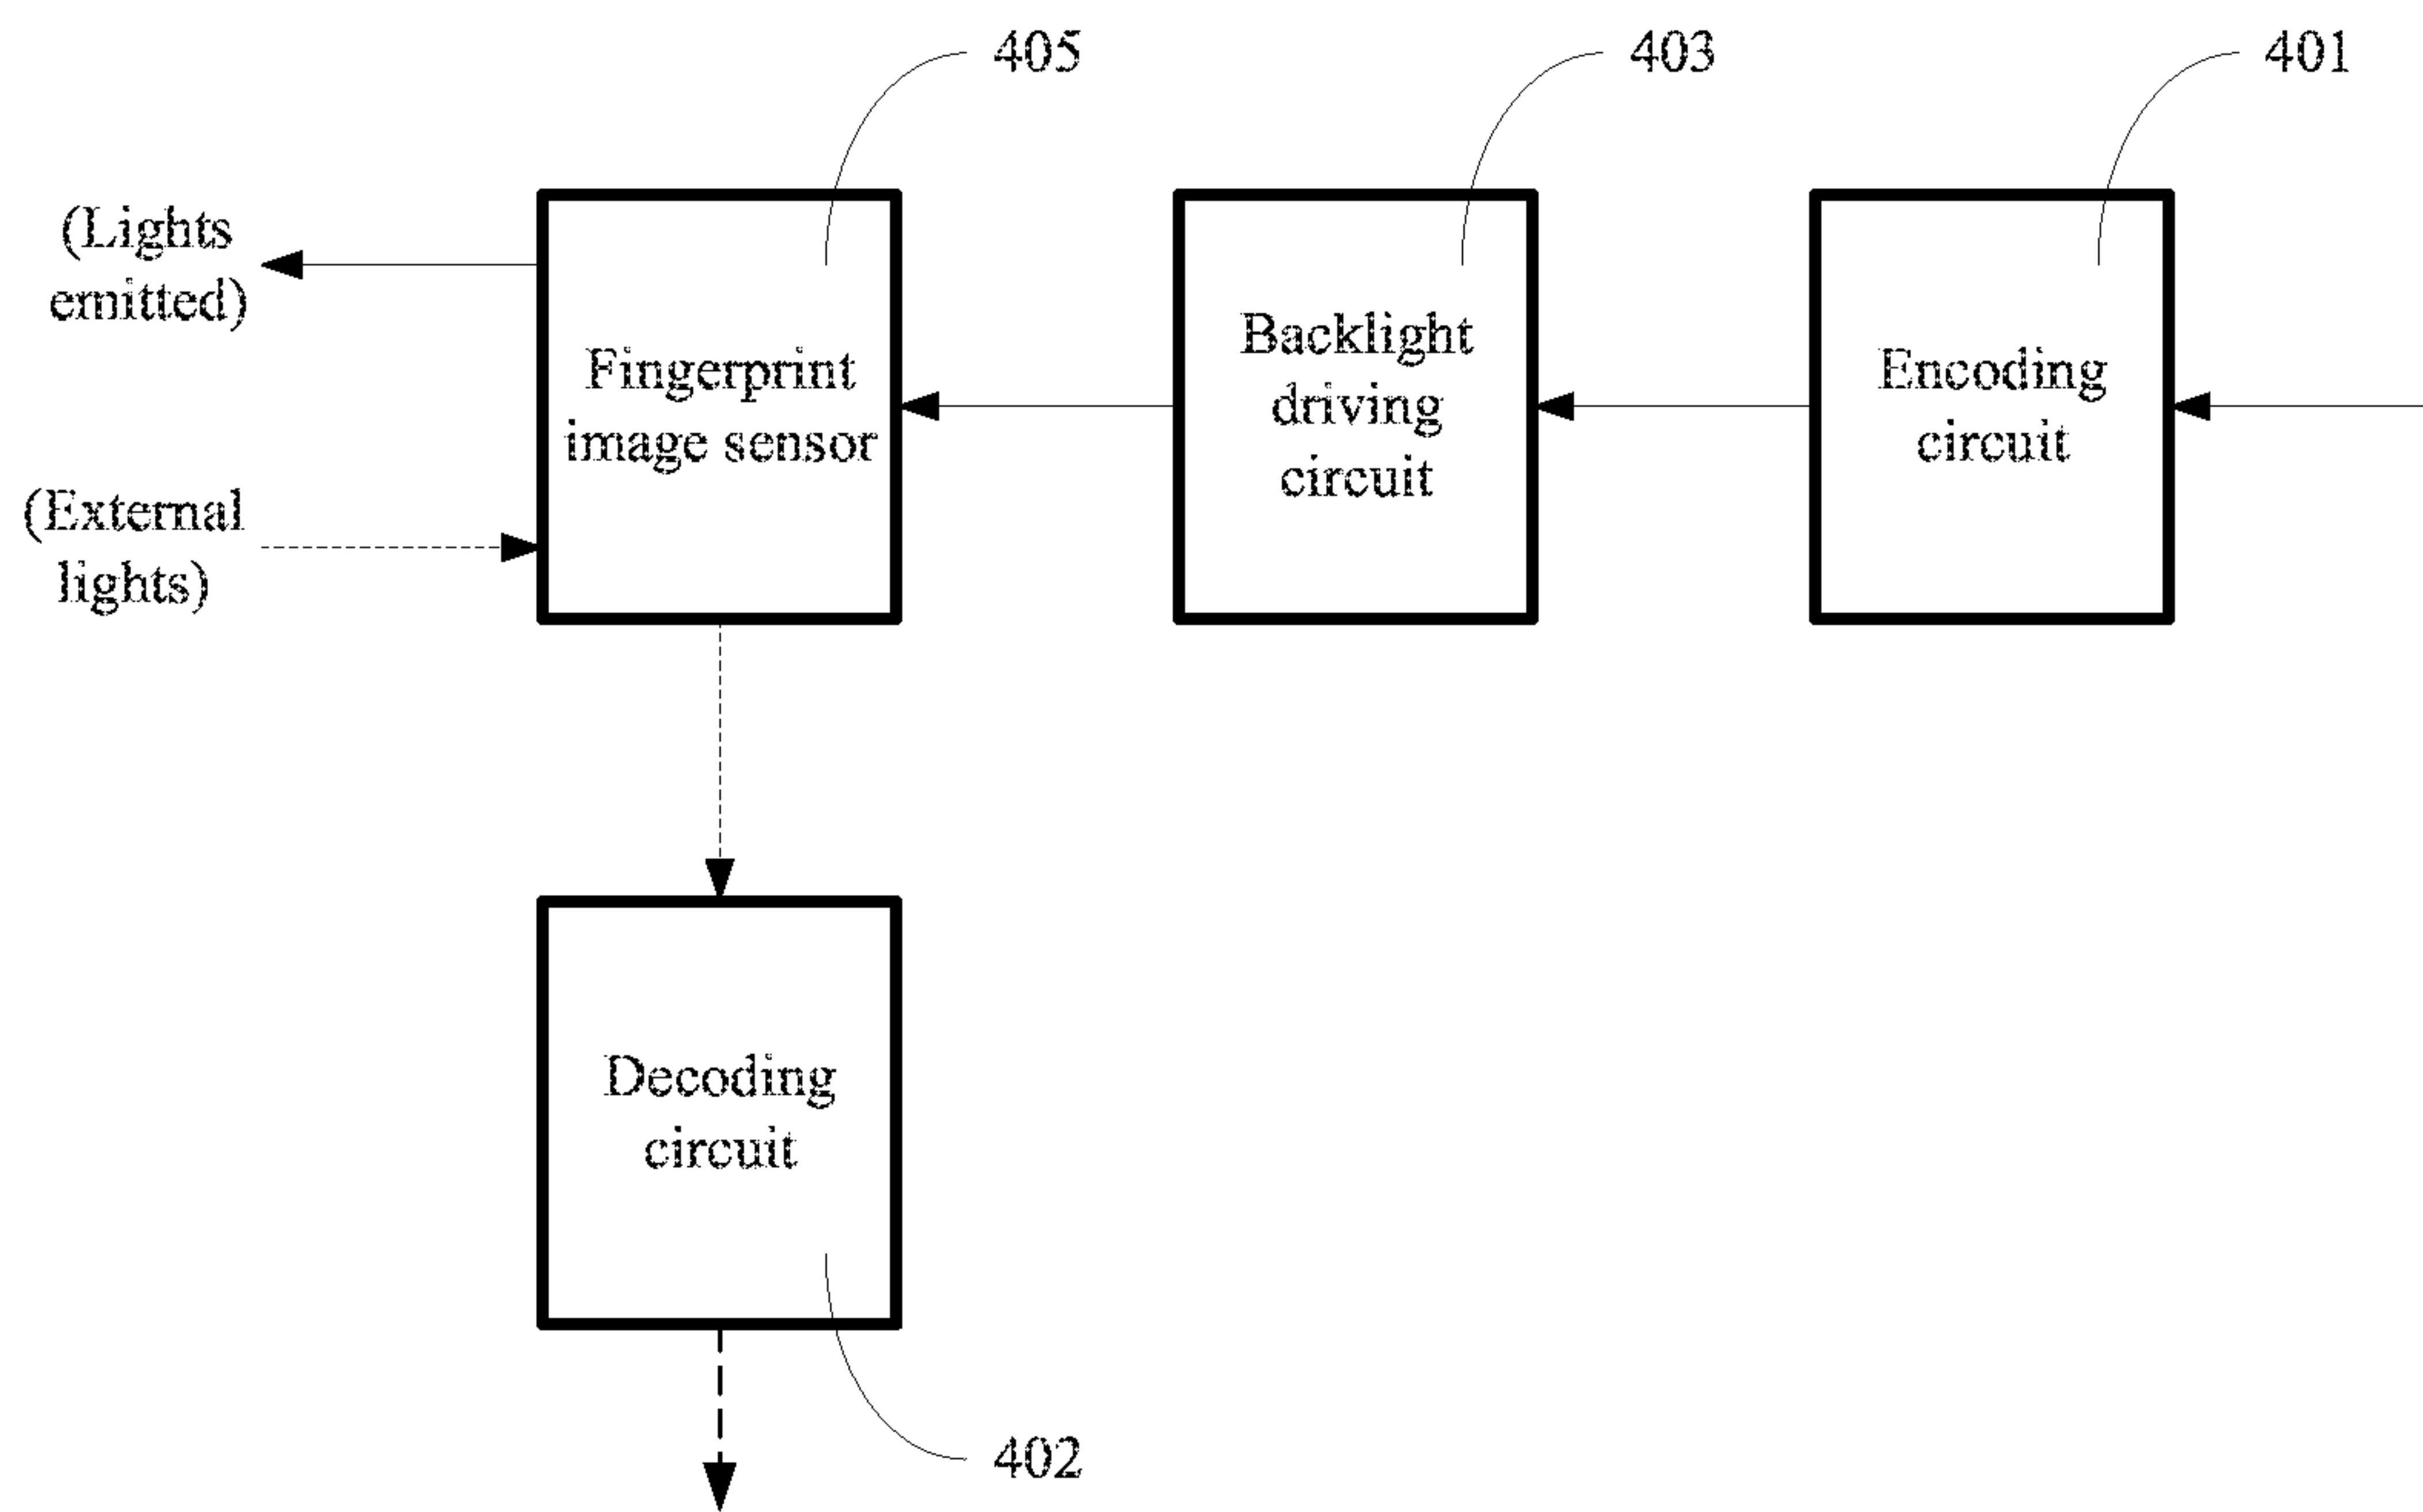 405
403
401
(Lights
emitted)
Fingerprint
image sensor
Backlight
driving
circuit
Encoding
circuit
(External
lights)
Decoding
circuit
402